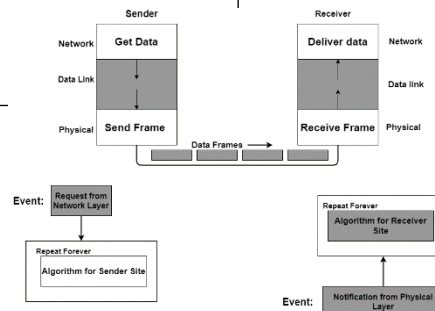 Sender
Receiver
Network
Get Data
Deliver data
Network
Data Link
Data link
Physical
Send Frame
Receive Frame
Physical
Data Frames
Event:
Request from
Network Layer
Repeat Forever
Algorithm for Sender Site
Repeat Forever
Algorithm for Receiver
Site
Event:
Notification from Physical
Layer